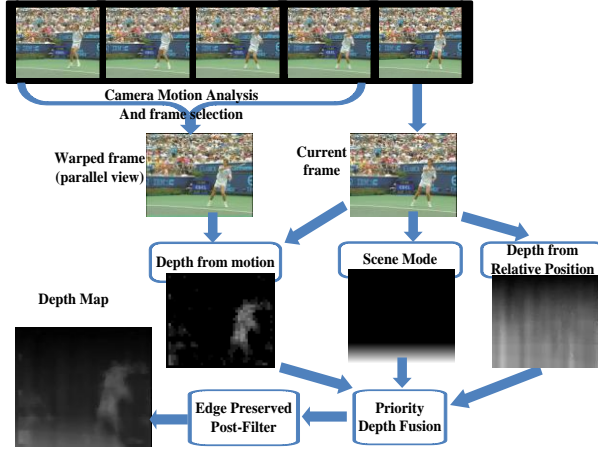 Camera Motion Analysis
And frame selection
Warped frame
(parallel view)
Current
frame
Depth from motion
Scene Mode
Depth from
Relative Position
Depth Map
Edge Preserved
Post-Filter
Priority
Depth Fusion